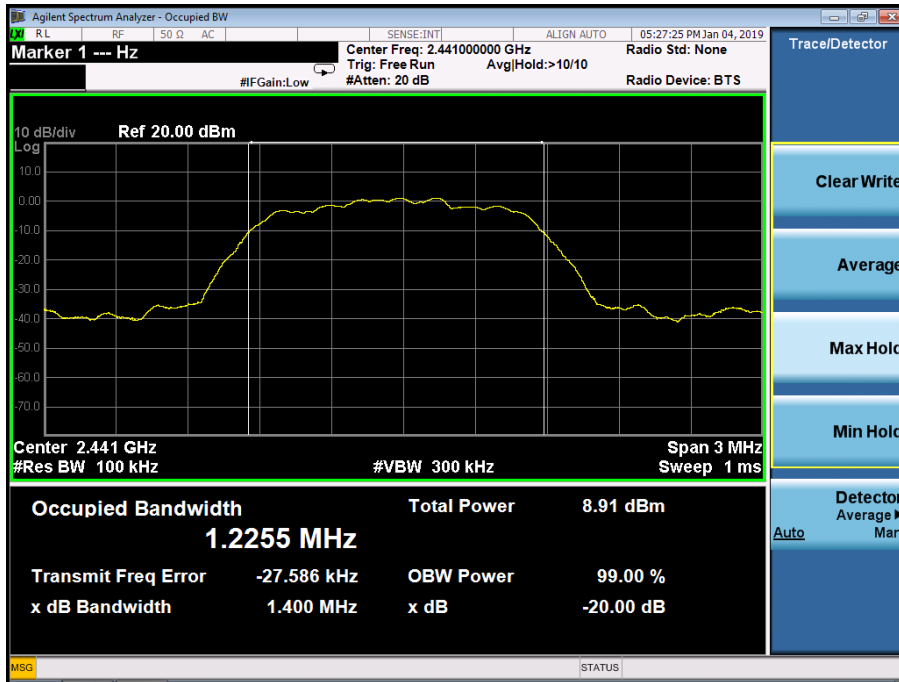 Agilent Spectrum Analyzer - Occupied BW
LXI RL RF 50 Ω AC SENSE:INT ALIGN AUTO 05:27:25 PM Jan 04, 2019
Marker 1 --- Hz
Center Freq: 2.441000000 GHz Radio Std: None
Trig: Free Run Avg|Hold:>10/10
#IFGain:Low #Atten: 20 dB Radio Device: BTS
Trace/Detector
10 dB/div Ref 20.00 dBm
Log
10.0
0.00
-10.0
-20.0
-30.0
-40.0
-50.0
-60.0
-70.0
Center 2.441 GHz Span 3 MHz
#Res BW 100 kHz #VBW 300 kHz Sweep 1 ms
Occupied Bandwidth Total Power 8.91 dBm
1.2255 MHz
Transmit Freq Error -27.586 kHz OBW Power 99.00 %
x dB Bandwidth 1.400 MHz x dB -20.00 dB
Clear Write
Average
Max Hold
Min Hold
Detector
Average
Auto Man
MSG STATUS